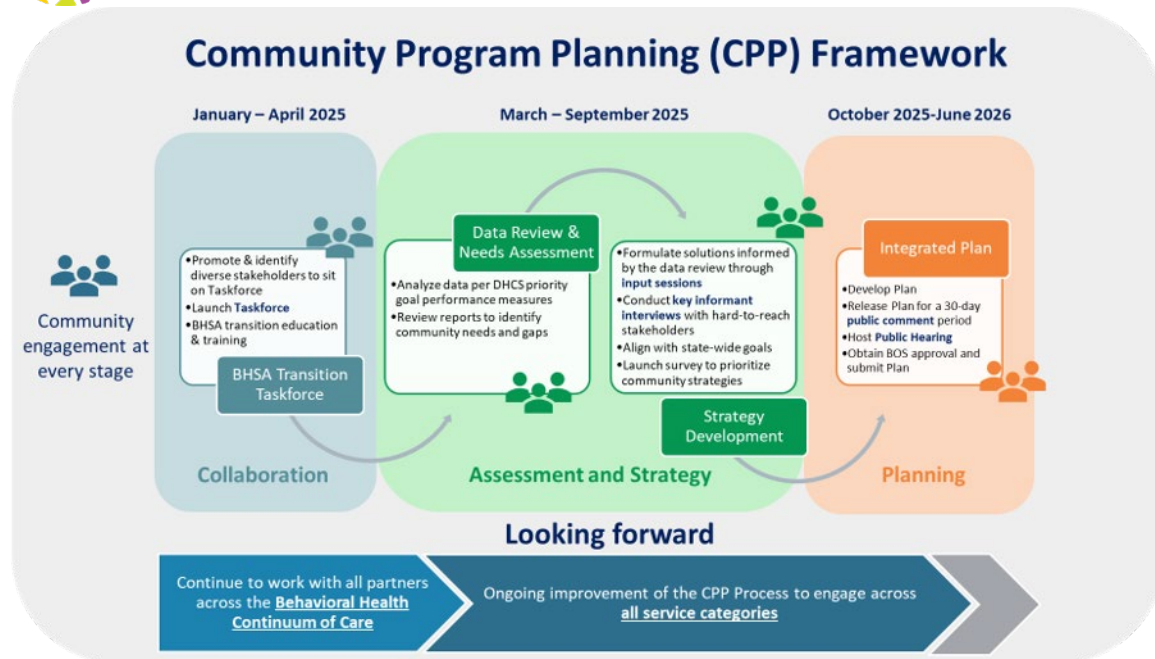 Community Program Planning (CPP) Framework
January – April 2025
March – September 2025
October 2025-June 2026
Community
engagement at
every stage
•Promote & identify
diverse stakeholders to sit
on Taskforce
•Launch Taskforce
•BHSA transition education
& training
BHSA Transition
Taskforce
Collaboration
Data Review &
Needs Assessment
•Analyze data per DHCS priority
goal performance measures
•Review reports to identify
community needs and gaps
•Formulate solutions informed
by the data review through
input sessions
•Conduct key informant
interviews with hard-to-reach
stakeholders
•Align with state-wide goals
•Launch survey to prioritize
community strategies
Strategy
Development
Assessment and Strategy
Integrated Plan
•Develop Plan
•Release Plan for a 30-day
public comment period
•Host Public Hearing
•Obtain BOS approval and
submit Plan
Planning
Looking forward
Continue to work with all partners
across the Behavioral Health
Continuum of Care
Ongoing improvement of the CPP Process to engage across
all service categories